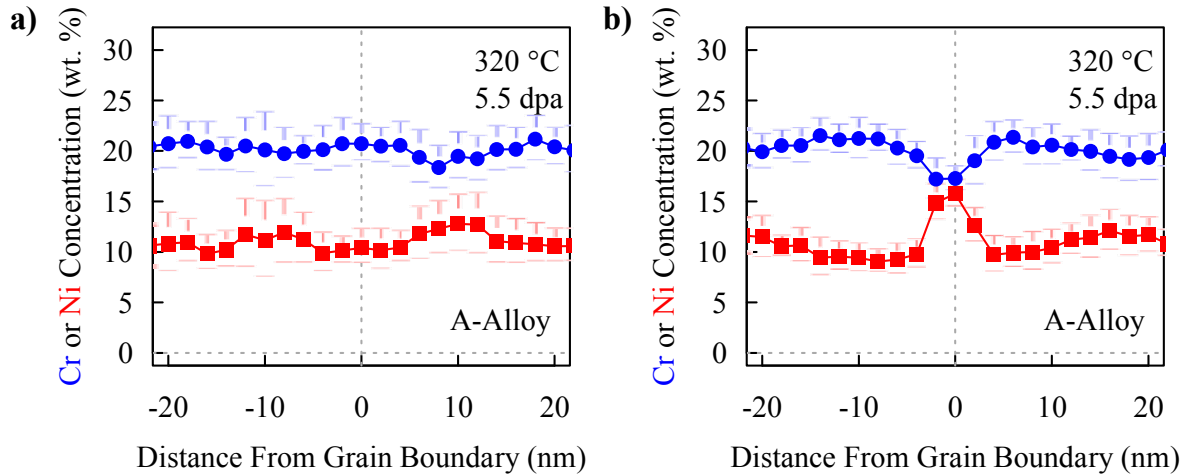 a)
Cr or Ni Concentration (wt. %)
30
25
20
15
10
5
0
320 °C
5.5 dpa
A-Alloy
-20 -10 0 10 20
Distance From Grain Boundary (nm)
b)
Cr or Ni Concentration (wt. %)
30
25
20
15
10
5
0
320 °C
5.5 dpa
A-Alloy
-20 -10 0 10 20
Distance From Grain Boundary (nm)